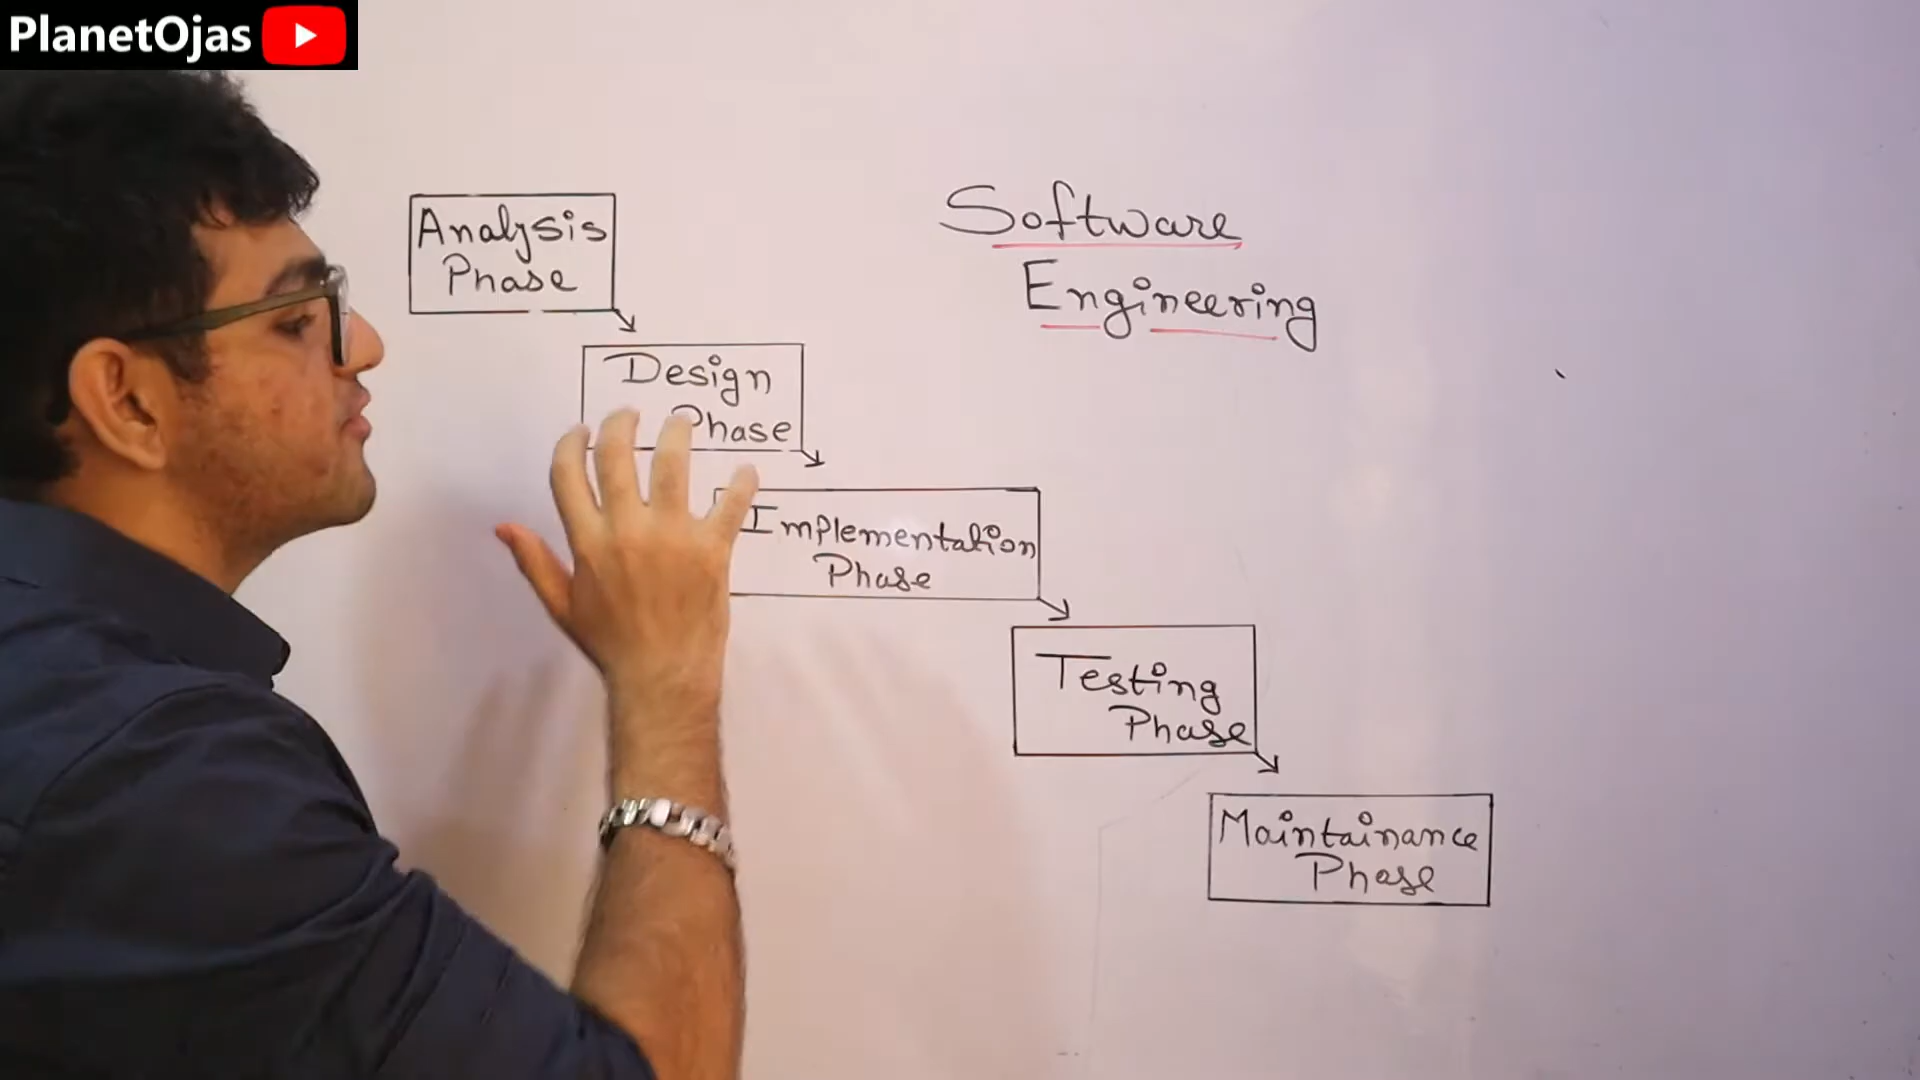 PlanetOjas
Software
Engineering
Analysis
Phase
Design
Phase
Implementation
Phase
Testing
Phase
Maintainance
Phase